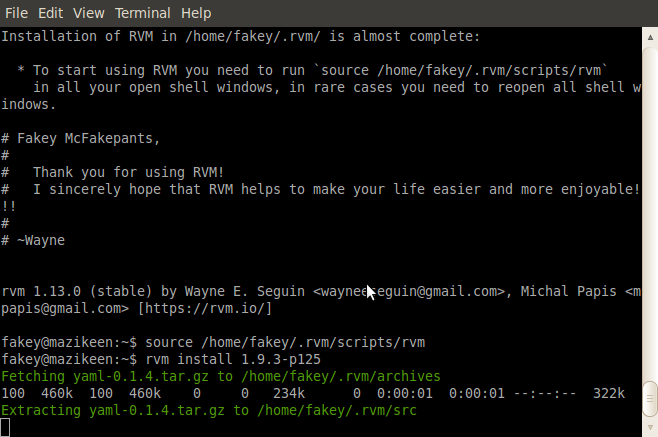 File Edit View Terminal Help
Installation of RVM in /home/fakey/.rvm/ is almost complete:
* To start using RVM you need to run `source /home/fakey/.rvm/scripts/rvm`
in all your open shell windows, in rare cases you need to reopen all shell w
indows.
# Fakey McFakepants,
#
#   Thank you for using RVM!
#   I sincerely hope that RVM helps to make your life easier and more enjoyable!
!!
#
# ~Wayne
rvm 1.13.0 (stable) by Wayne E. Seguin <wayneeseguin@gmail.com>, Michal Papis <m
papis@gmail.com> [https://rvm.io/]
fakey@mazikeen:~$ source /home/fakey/.rvm/scripts/rvm
fakey@mazikeen:~$ rvm install 1.9.3-p125
Fetching yaml-0.1.4.tar.gz to /home/fakey/.rvm/archives
100  460k  100  460k    0     0   234k      0  0:00:01  0:00:01 --:--:--  322k
Extracting yaml-0.1.4.tar.gz to /home/fakey/.rvm/src